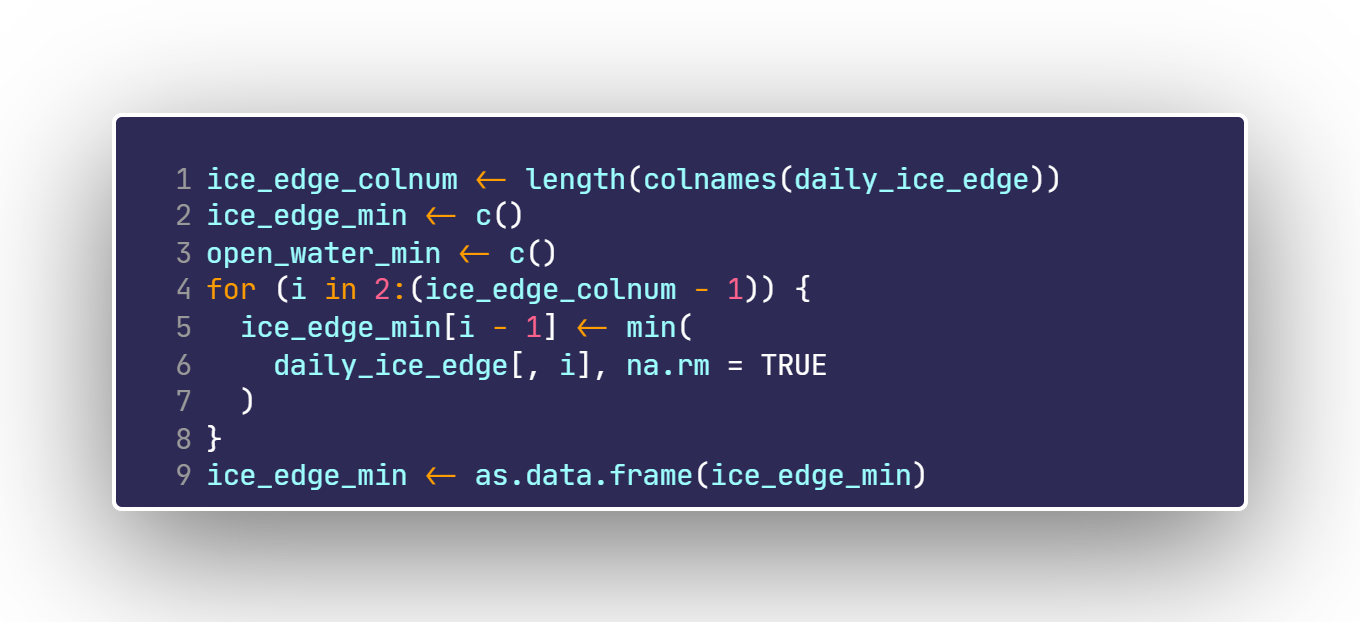 1 ice_edge_colnum <- length(colnames(daily_ice_edge))
2 ice_edge_min <- c()
3 open_water_min <- c()
4 for (i in 2:(ice_edge_colnum - 1)) {
5   ice_edge_min[i - 1] <- min(
6     daily_ice_edge[, i], na.rm = TRUE
7   )
8 }
9 ice_edge_min <- as.data.frame(ice_edge_min)